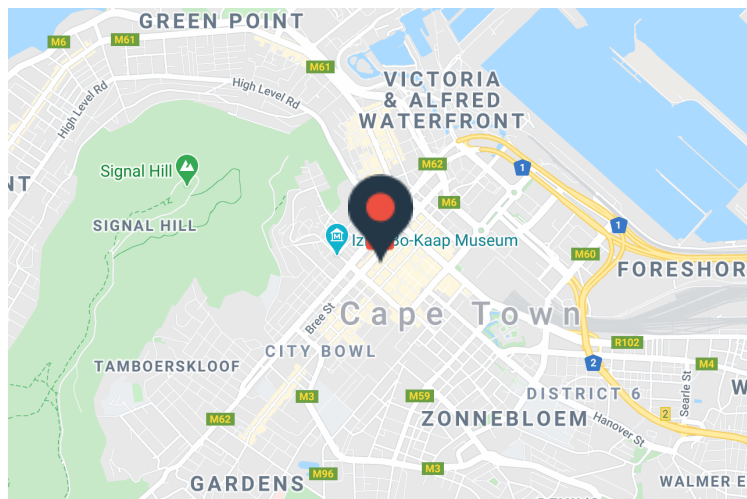 GREEN POINT
M6
M61
M61
High Level Rd
High Level Rd
VICTORIA
& ALFRED
WATERFRONT
M62
1
Signal Hill
NT
M6
SIGNAL HILL
1
Iz
Bo-Kaap Museum
M60
FORESHOR
Bree St
Cape Town
R102
CITY BOWL
2
M4
TAMBOERSKLOOF
W
M3
M59
DISTRICT 6
Searle St
M62
ZONNEBLOEM
2
Hanover St
M3
M96
GARDENS
WALMER E